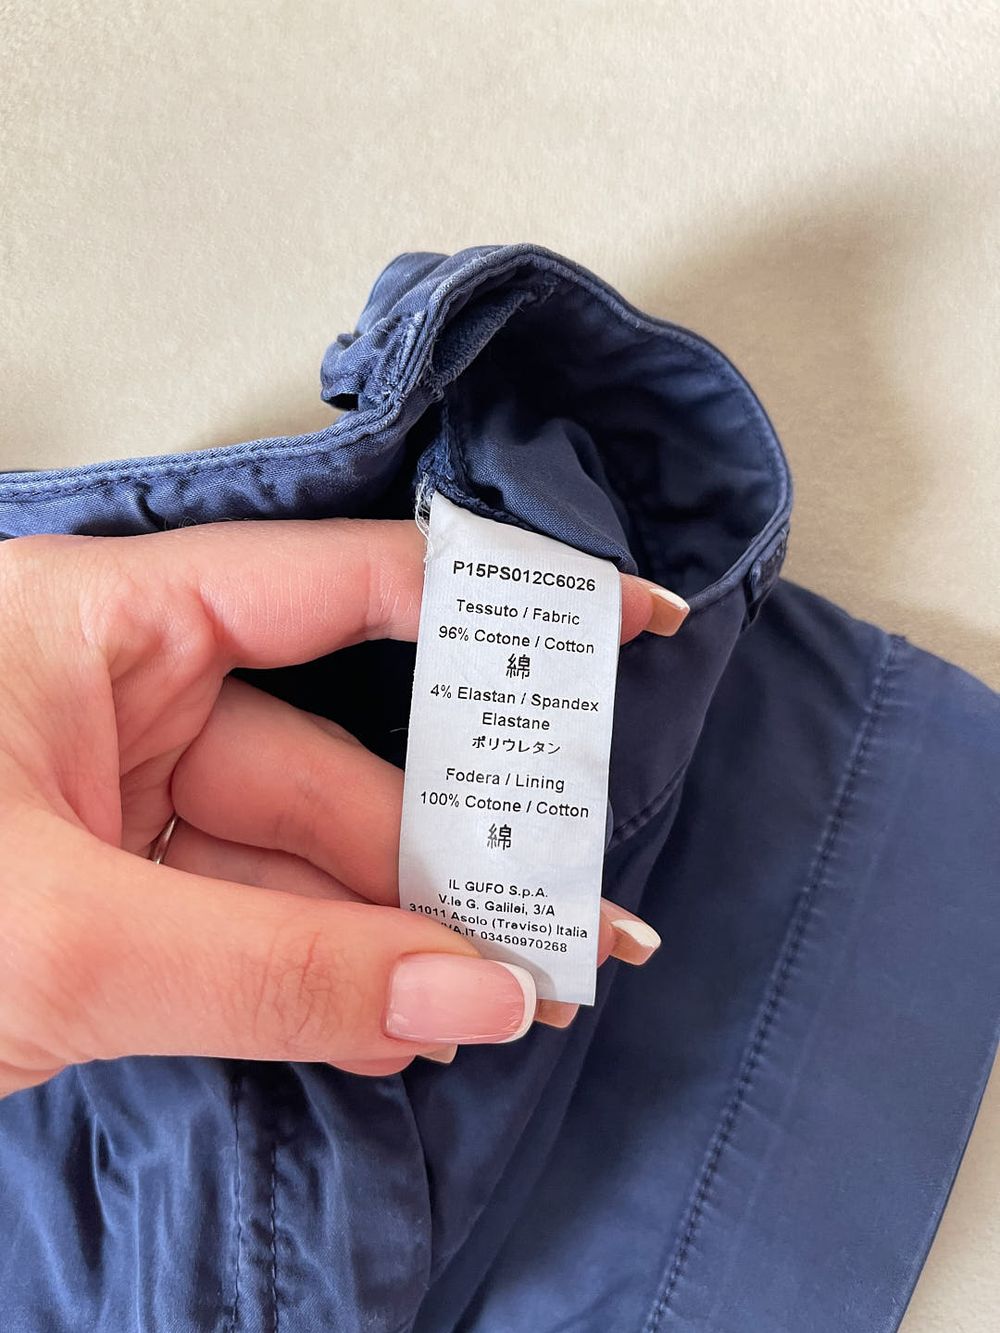 P15PS012C6026
Tessuto / Fabric
96% Cotone / Cotton
綿
4% Elastan / Spandex
Elastane
ポリウレタン
Fodera / Lining
100% Cotone / Cotton
綿
IL GUFO S.p.A.
V.le G. Galilei, 3/A
31011 Asolo (Treviso) Italia
03450970268